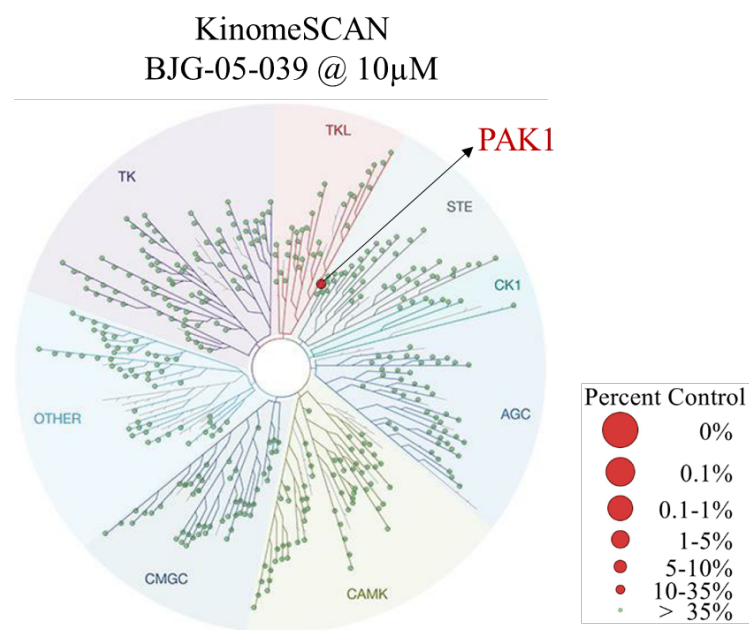 KinomeSCAN
BJG-05-039 @ 10µM
TKL
PAK1
TK
STE
CK1
OTHER
AGC
CMGC
CAMK
Percent Control
0%
0.1%
0.1-1%
1-5%
5-10%
10-35%
> 35%